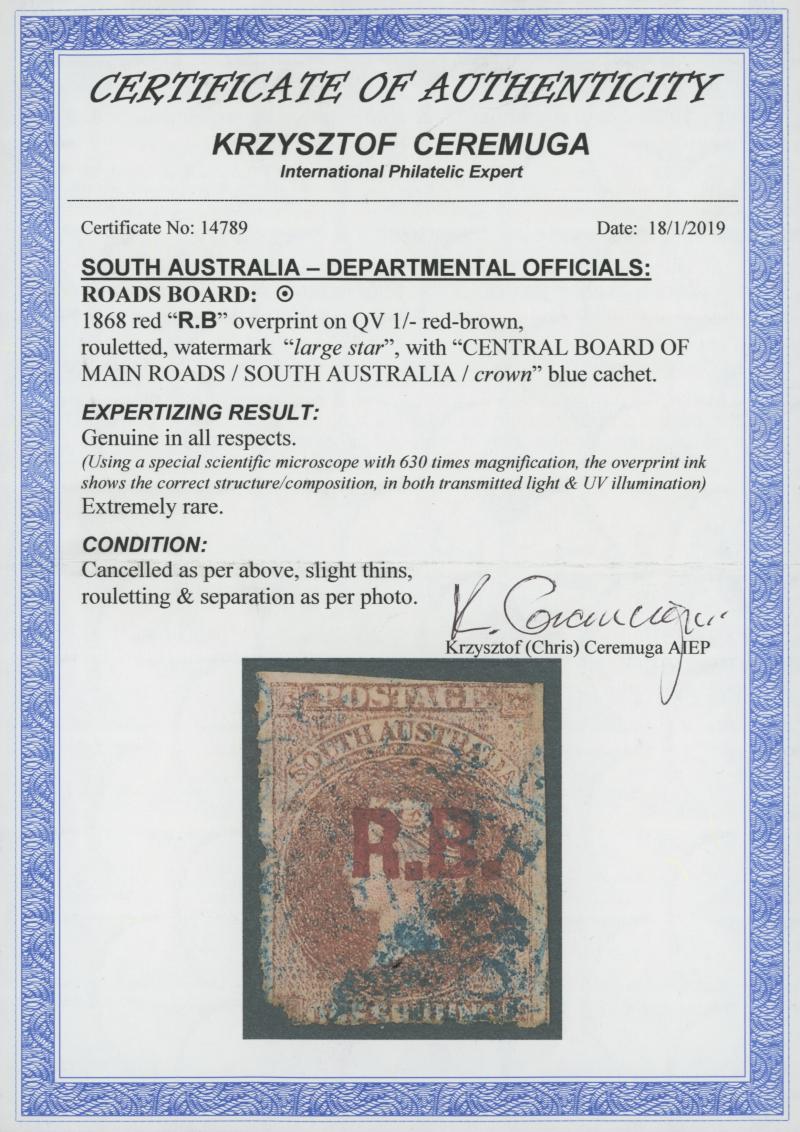 CERTIFICATE OF AUTHENTICITY
KRZYSZTOF CEREMUGA
International Philatelic Expert
Certificate No: 14789 Date: 18/1/2019
SOUTH AUSTRALIA – DEPARTMENTAL OFFICIALS:
ROADS BOARD: ☉
1868 red “R.B” overprint on QV 1/- red-brown,
rouletted, watermark “large star”, with “CENTRAL BOARD OF
MAIN ROADS / SOUTH AUSTRALIA / crown” blue cachet.
EXPERTIZING RESULT:
Genuine in all respects.
(Using a special scientific microscope with 630 times magnification, the overprint ink
shows the correct structure/composition, in both transmitted light & UV illumination)
Extremely rare.
CONDITION:
Cancelled as per above, slight thins,
rouletting & separation as per photo.
K. Ceremuga
Krzysztof (Chris) Ceremuga AIEP
POSTAGE
SOUTH AUSTRALIA
R.B.